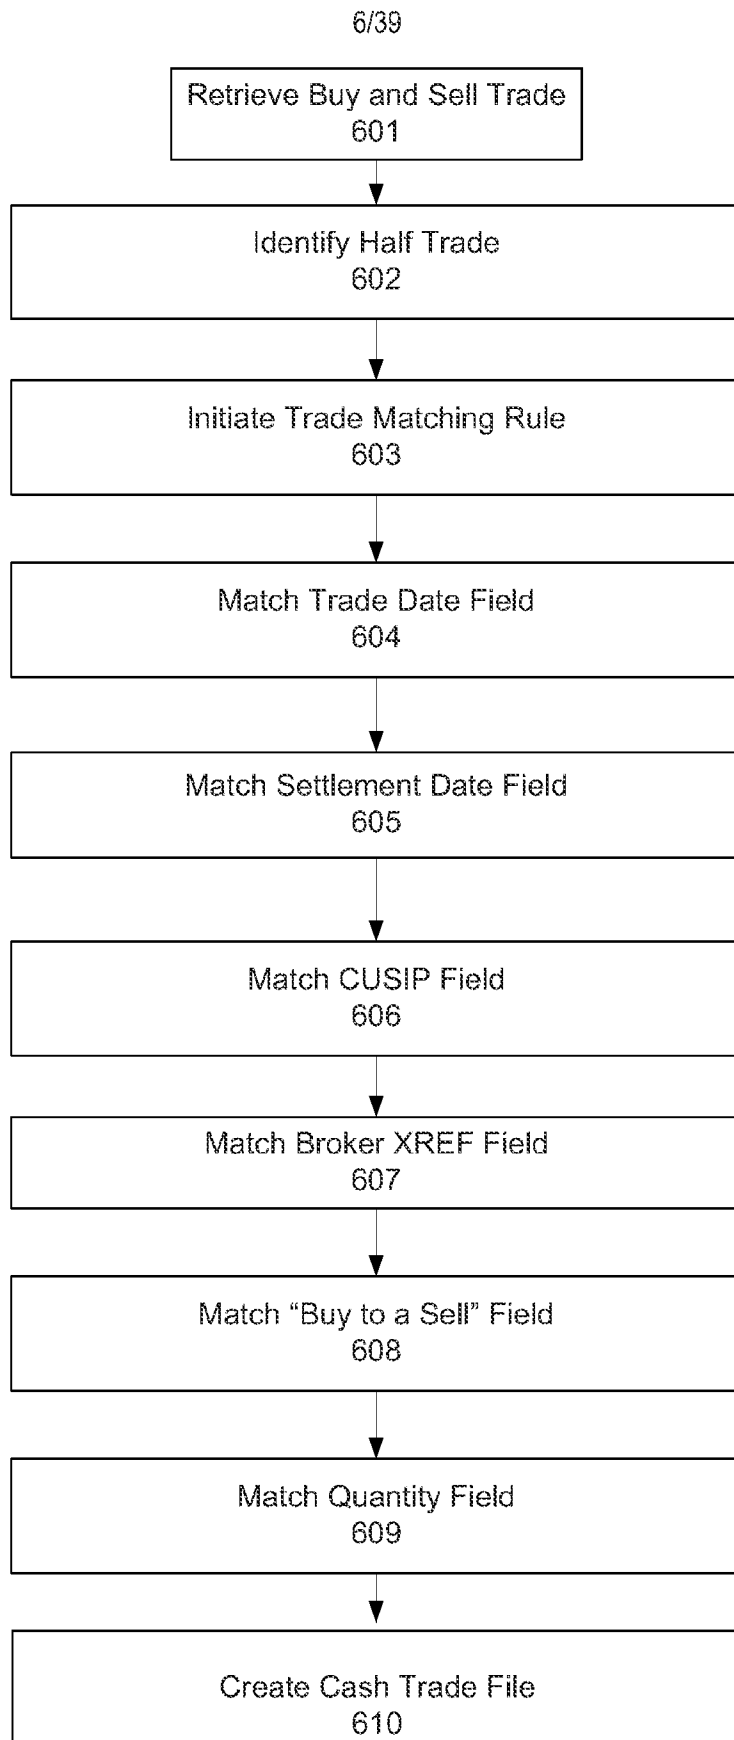 6/39
Retrieve Buy and Sell Trade
601
Identify Half Trade
602
Initiate Trade Matching Rule
603
Match Trade Date Field
604
Match Settlement Date Field
605
Match CUSIP Field
606
Match Broker XREF Field
607
Match “Buy to a Sell” Field
608
Match Quantity Field
609
Create Cash Trade File
610